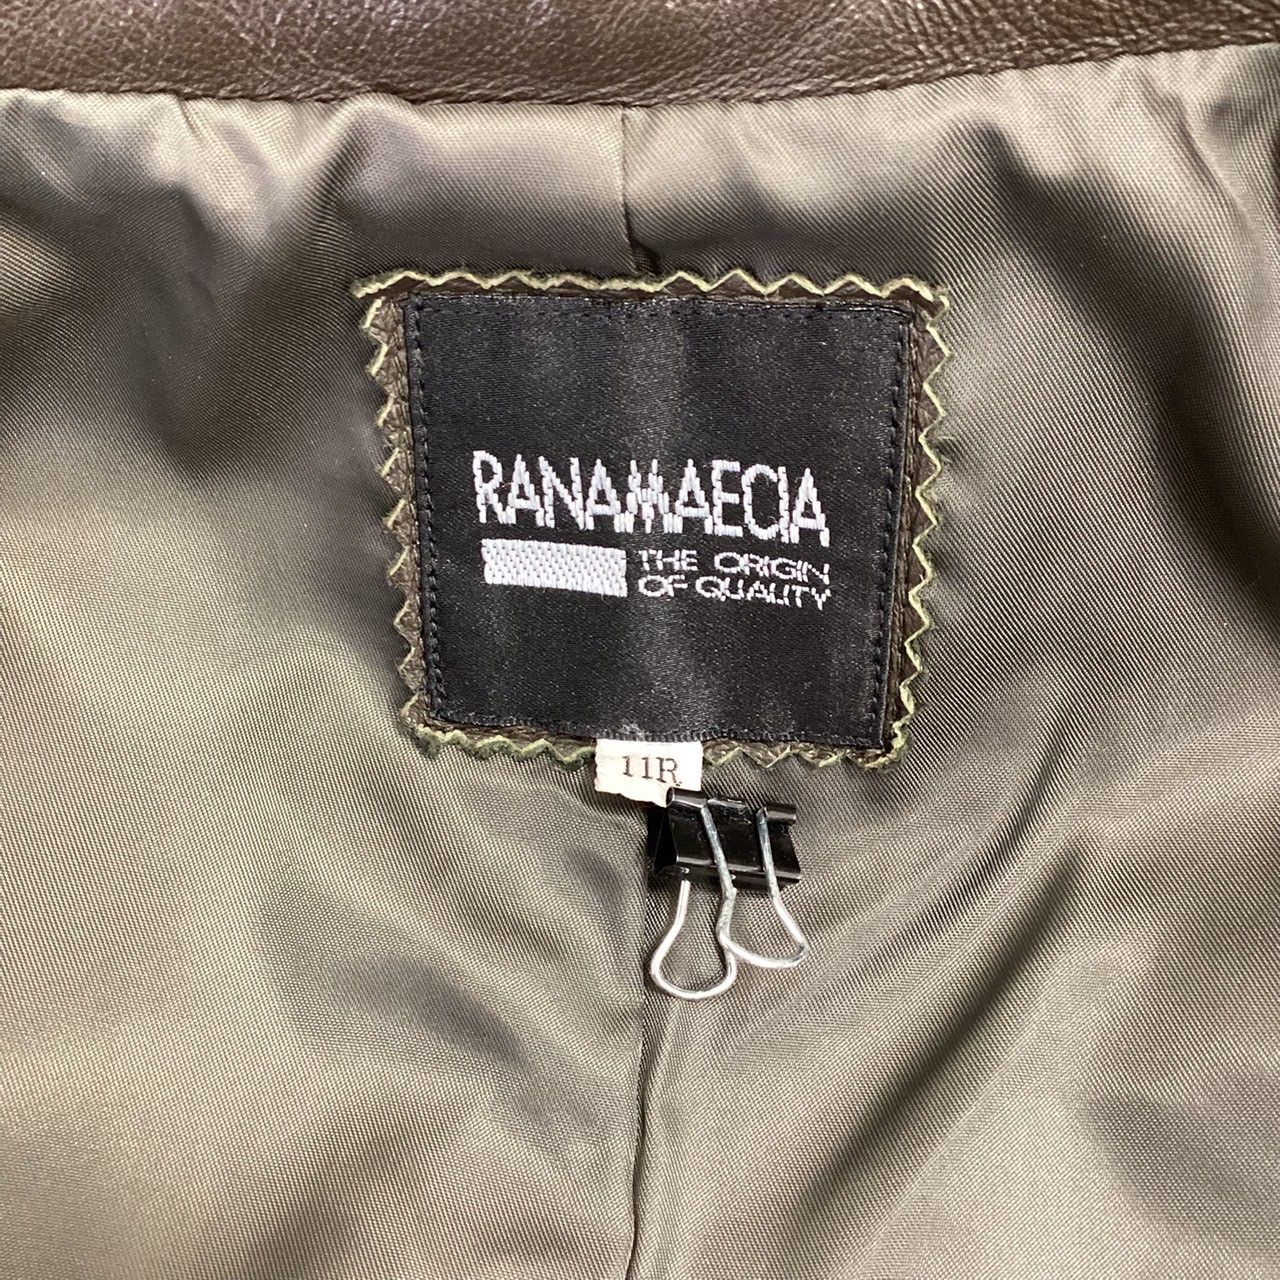 RANAMAECIA
THE ORIGIN
OF QUALITY
11R